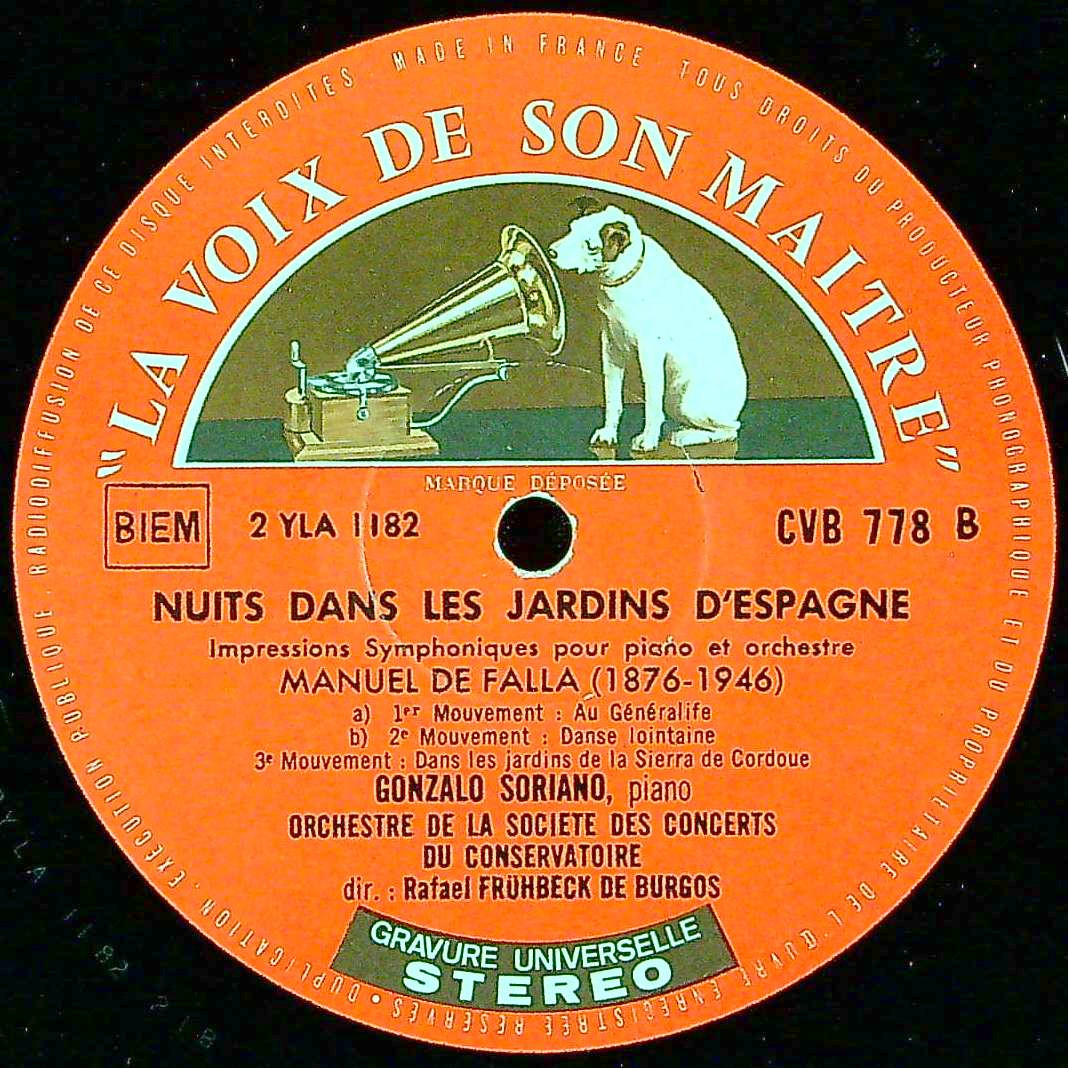 MADE IN FRANCE TOUS DROITS DU PRODUCTEUR PHONOGRAPHIQUE ET DU PROPRIETAIRE DE L'ŒUVRE ENREGISTREE RESERVES • DUPLICATION . EXECUTION PUBLIQUE . RADIODIFFUSION DE CE DISQUE INTERDITES
"LA VOIX DE SON MAITRE"
MARQUE DÉPOSÉE
BIEM 2 YLA 1182 CVB 778 B
NUITS DANS LES JARDINS D'ESPAGNE
Impressions Symphoniques pour piano et orchestre
MANUEL DE FALLA (1876-1946)
a) 1er Mouvement : Au Généralife
b) 2e Mouvement : Danse lointaine
3e Mouvement : Dans les jardins de la Sierra de Cordoue
GONZALO SORIANO, piano
ORCHESTRE DE LA SOCIETE DES CONCERTS
DU CONSERVATOIRE
dir. : Rafael FRÜHBECK DE BURGOS
GRAVURE UNIVERSELLE
STEREO